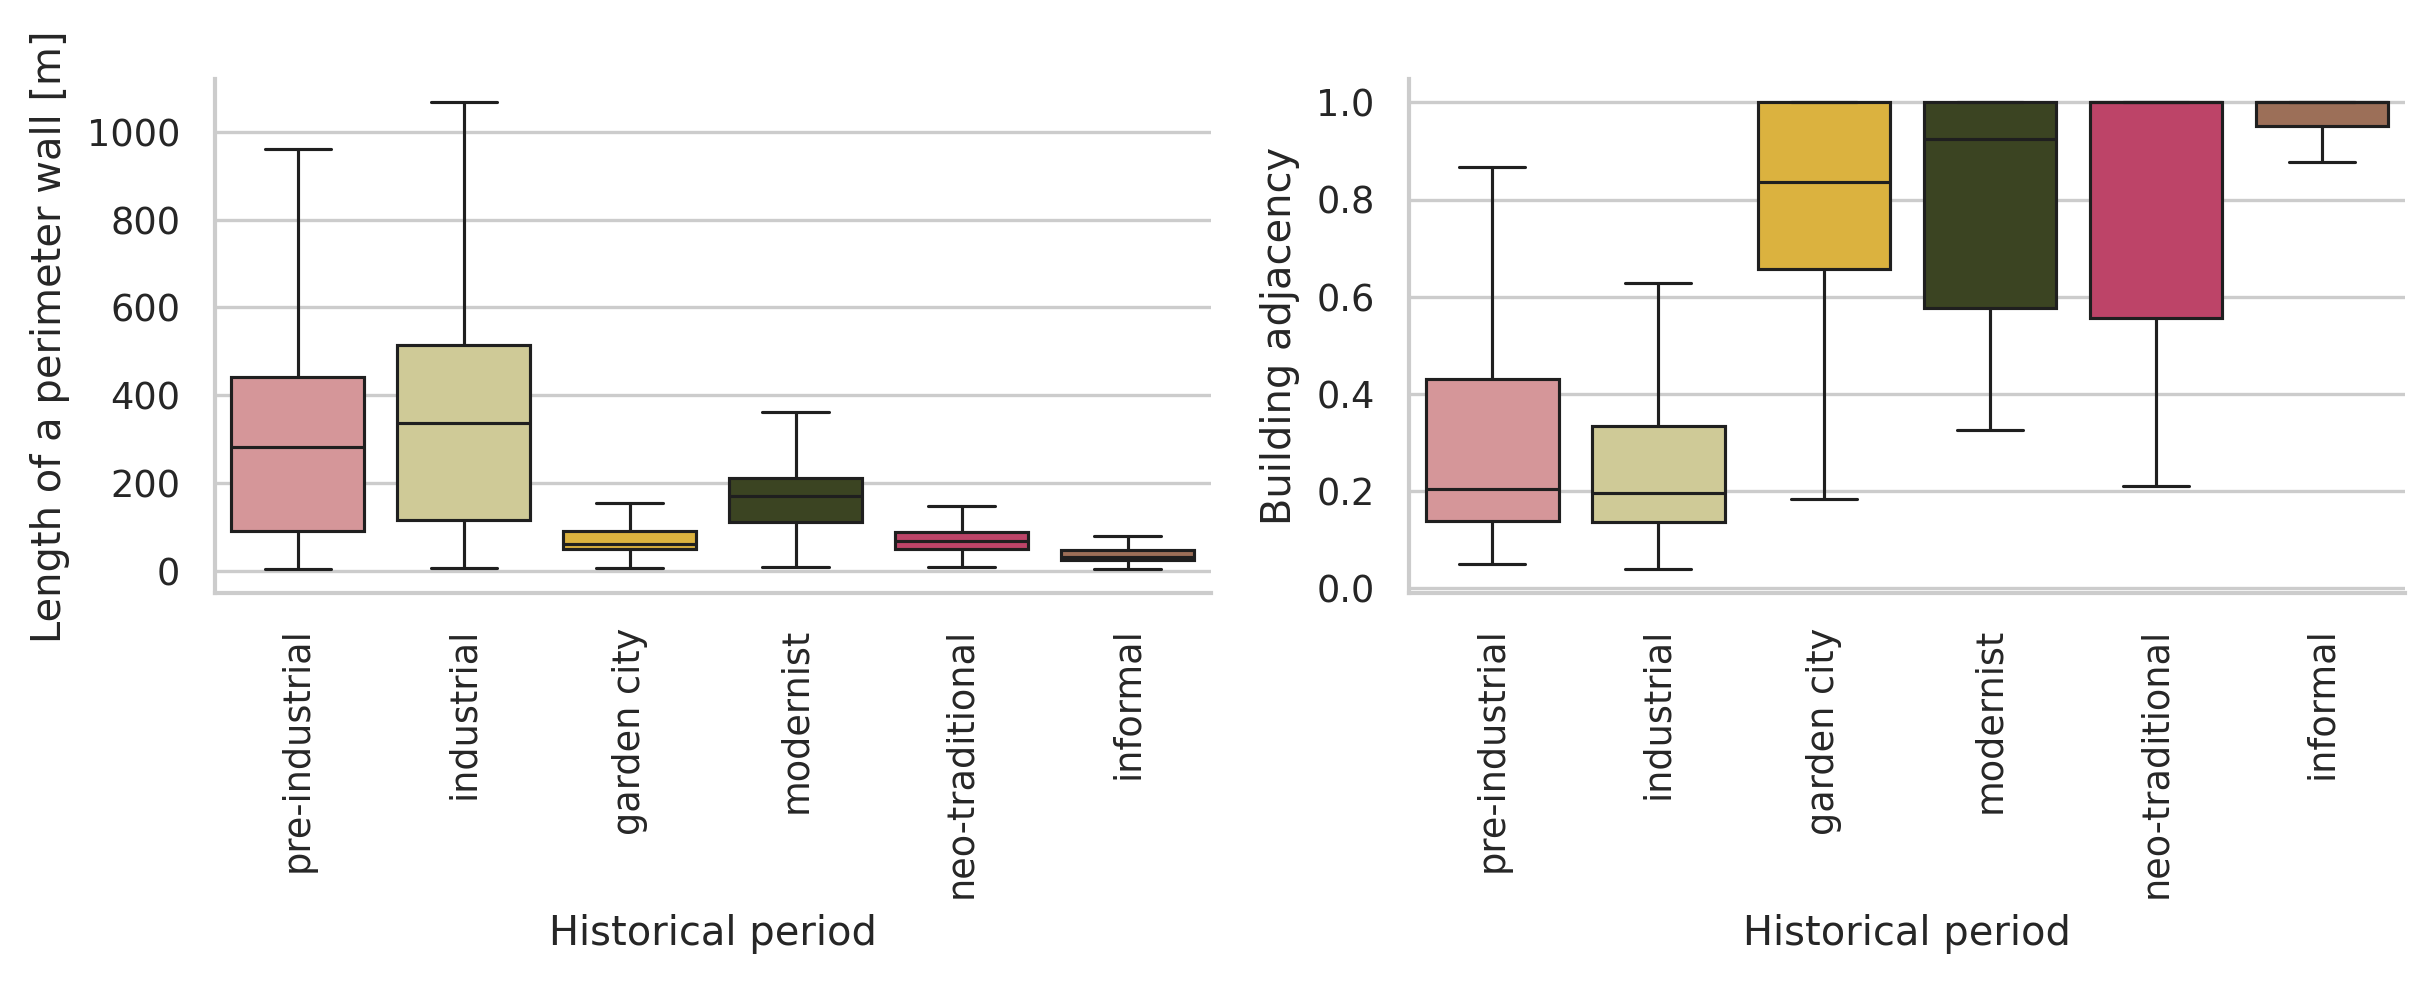 Length of a perimeter wall [m]
1000
800
600
400
200
0
pre-industrial
industrial
garden city
modernist
neo-traditional
informal
Historical period
Building adjacency
1.0
0.8
0.6
0.4
0.2
0.0
pre-industrial
industrial
garden city
modernist
neo-traditional
informal
Historical period